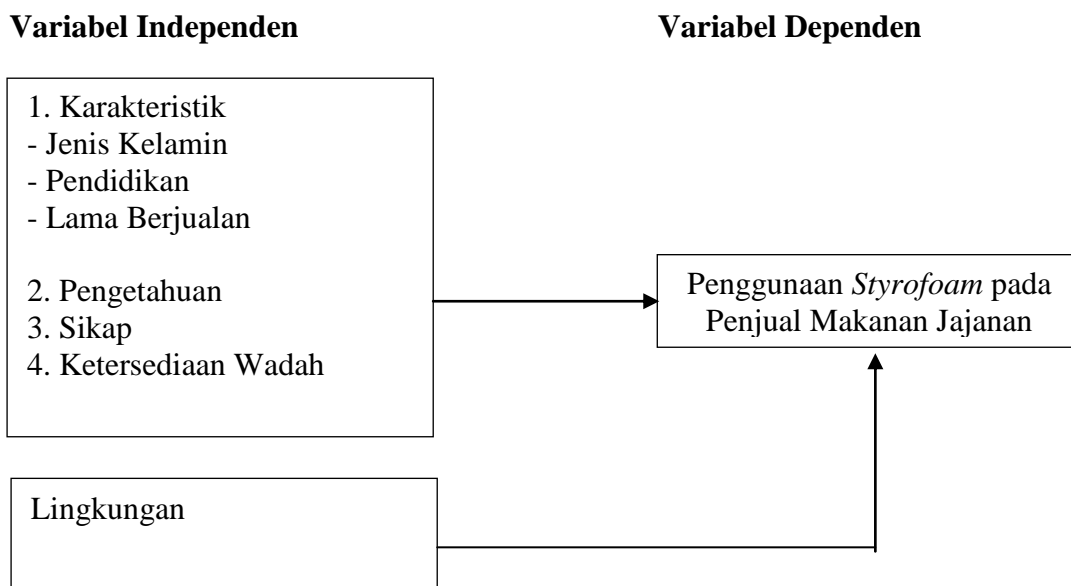 Variabel Independen
Variabel Dependen
1. Karakteristik
- Jenis Kelamin
- Pendidikan
- Lama Berjualan
2. Pengetahuan
3. Sikap
4. Ketersediaan Wadah
Penggunaan Styrofoam pada
Penjual Makanan Jajanan
Lingkungan